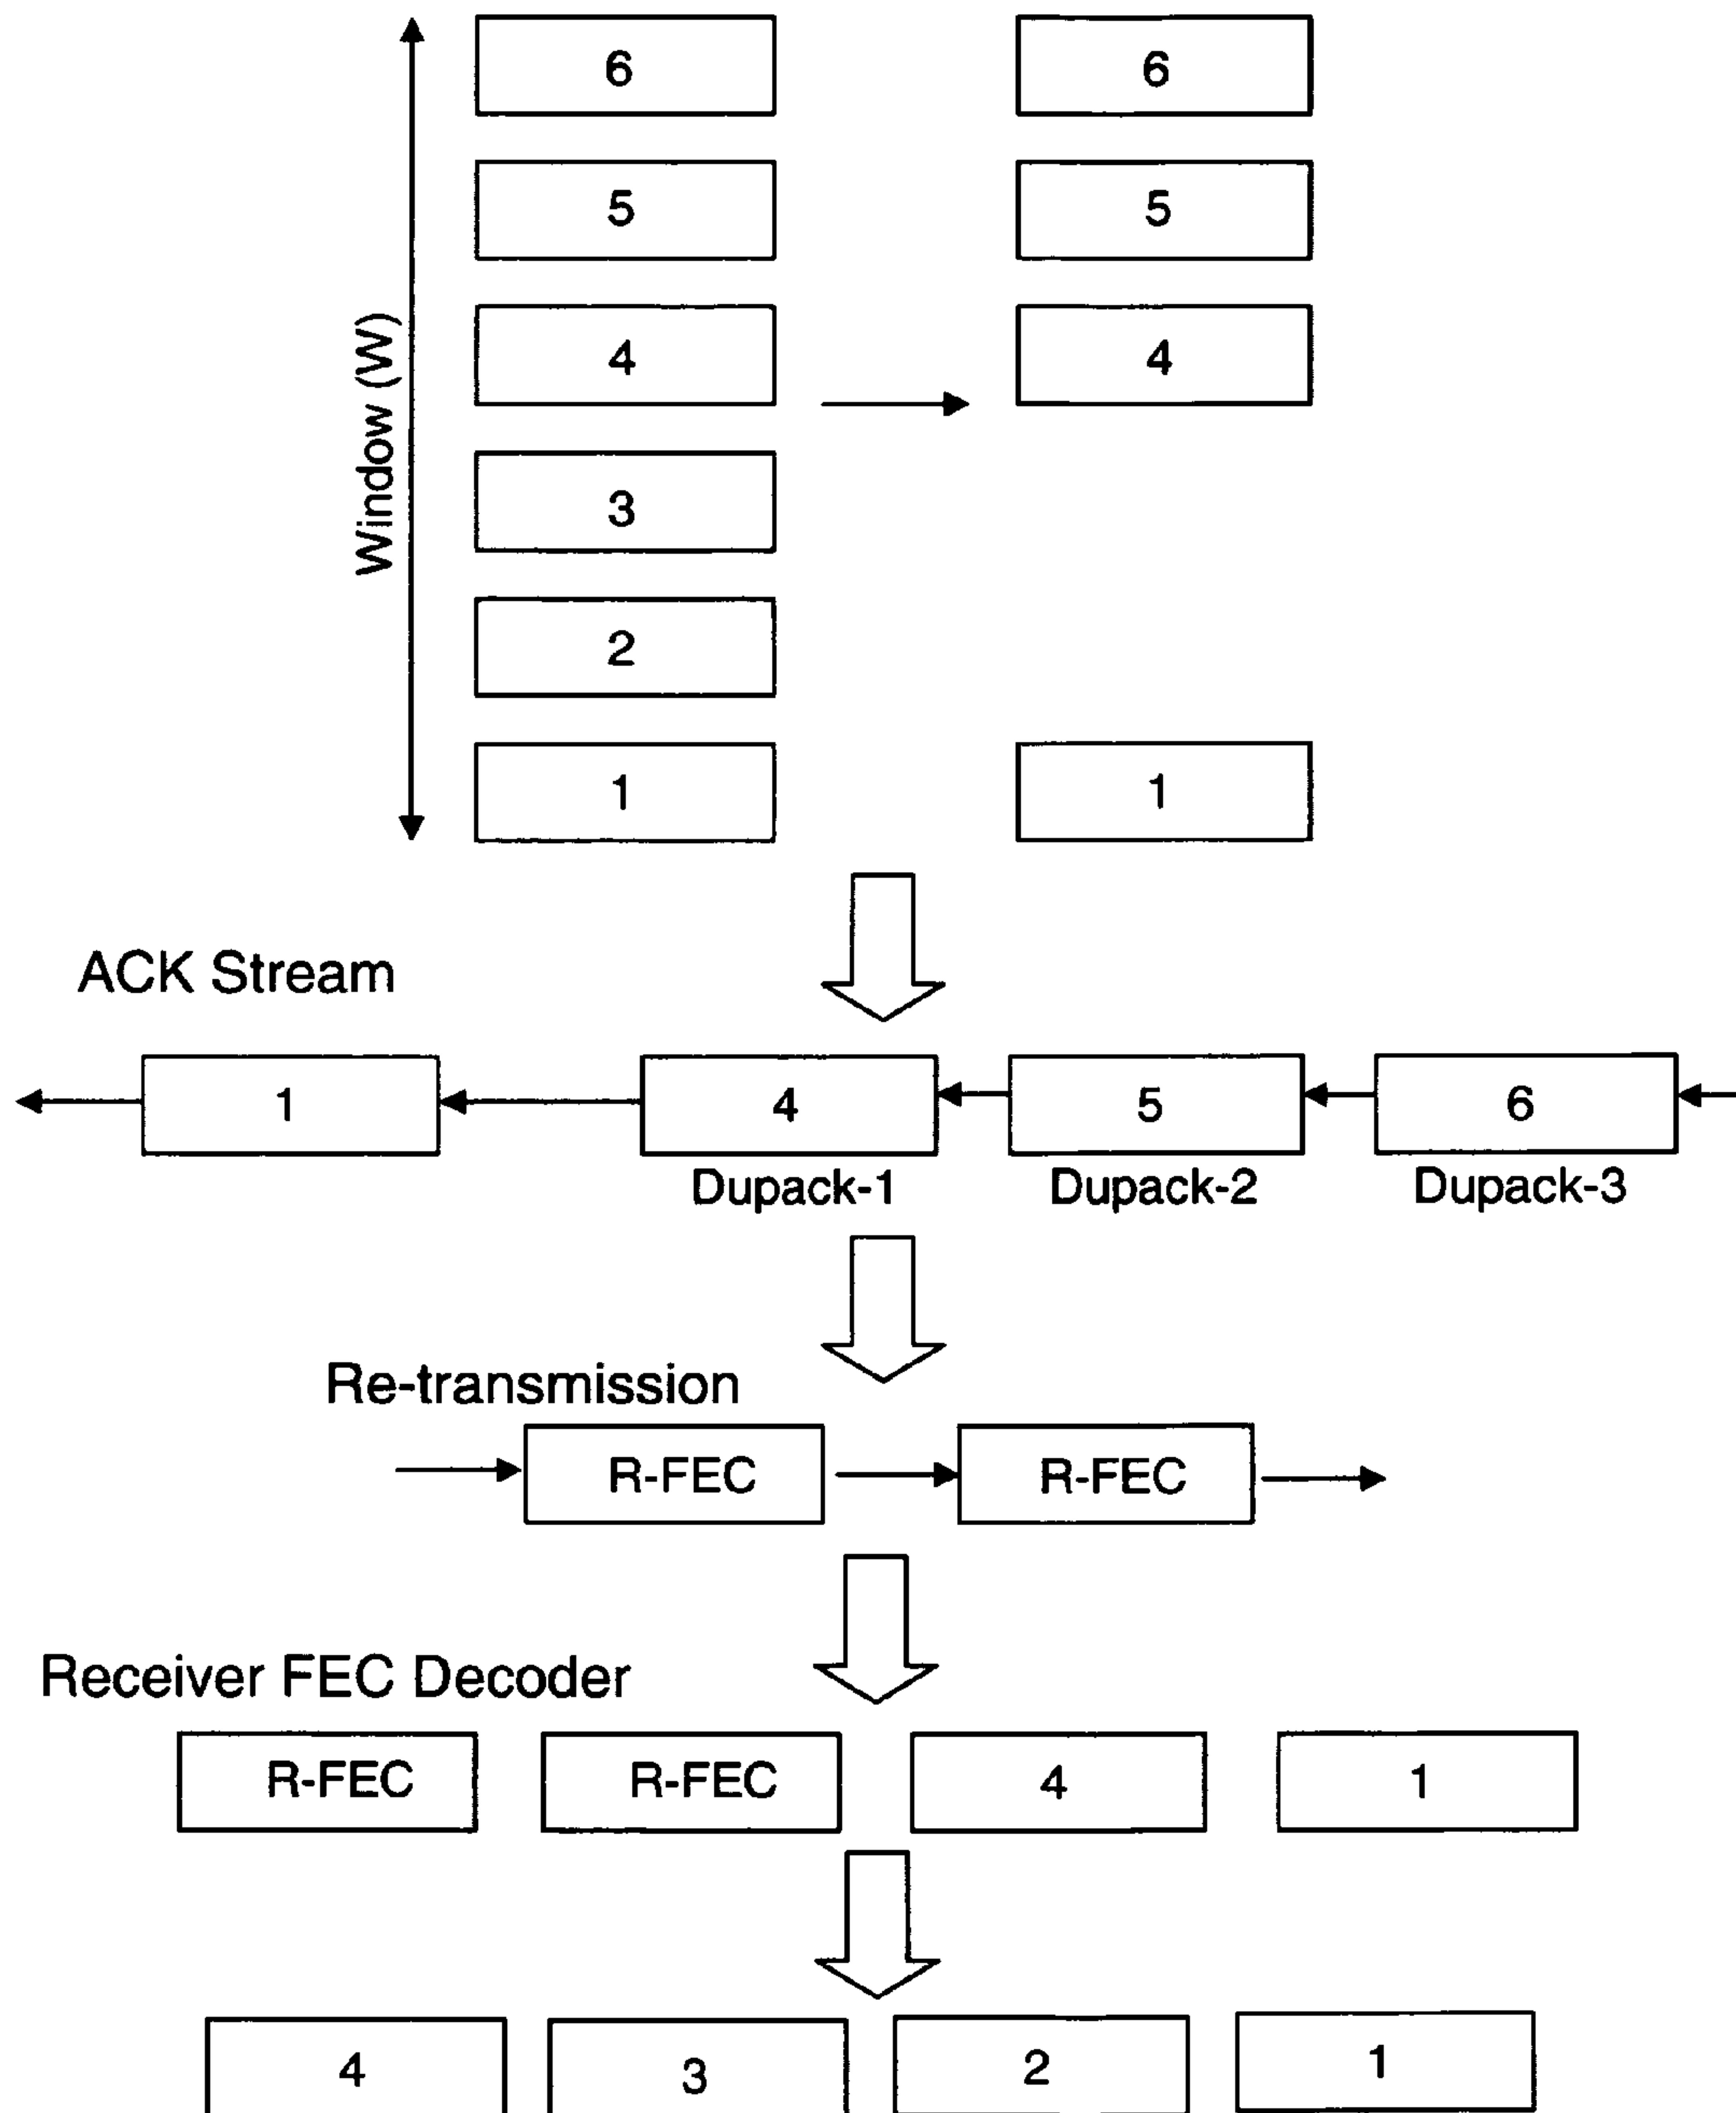 6 6
5 5
4 4
Window (W)
3
2
1 1
ACK Stream
1 4 5 6
Dupack-1 Dupack-2 Dupack-3
Re-transmission
R-FEC R-FEC
Receiver FEC Decoder
R-FEC R-FEC 4 1
4 3 2 1